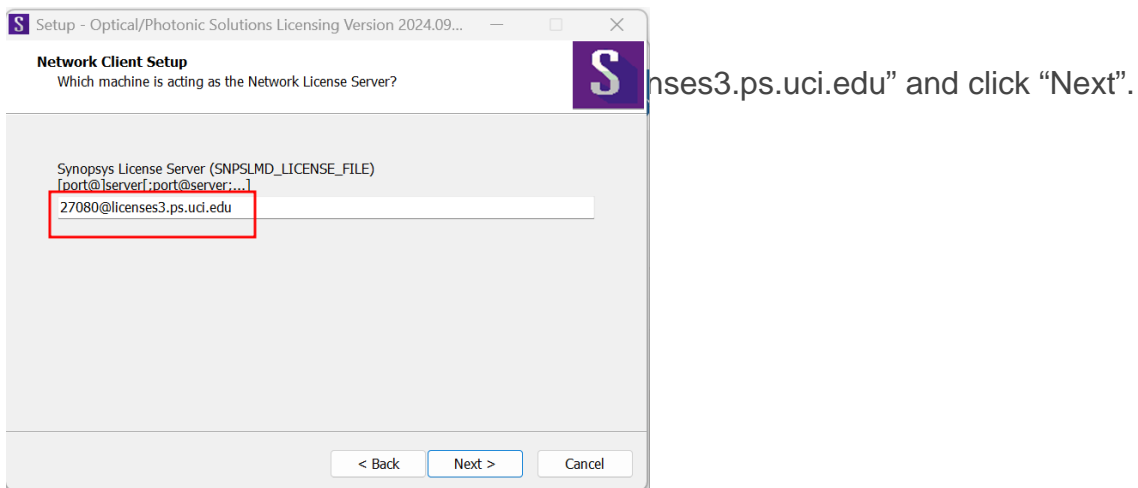 S Setup - Optical/Photonic Solutions Licensing Version 2024.09...
Network Client Setup
Which machine is acting as the Network License Server?
S
nses3.ps.uci.edu” and click “Next”.
Synopsys License Server (SNPSLMD_LICENSE_FILE)
[port@]server[;port@server;...]
27080@licenses3.ps.uci.edu
< Back Next > Cancel